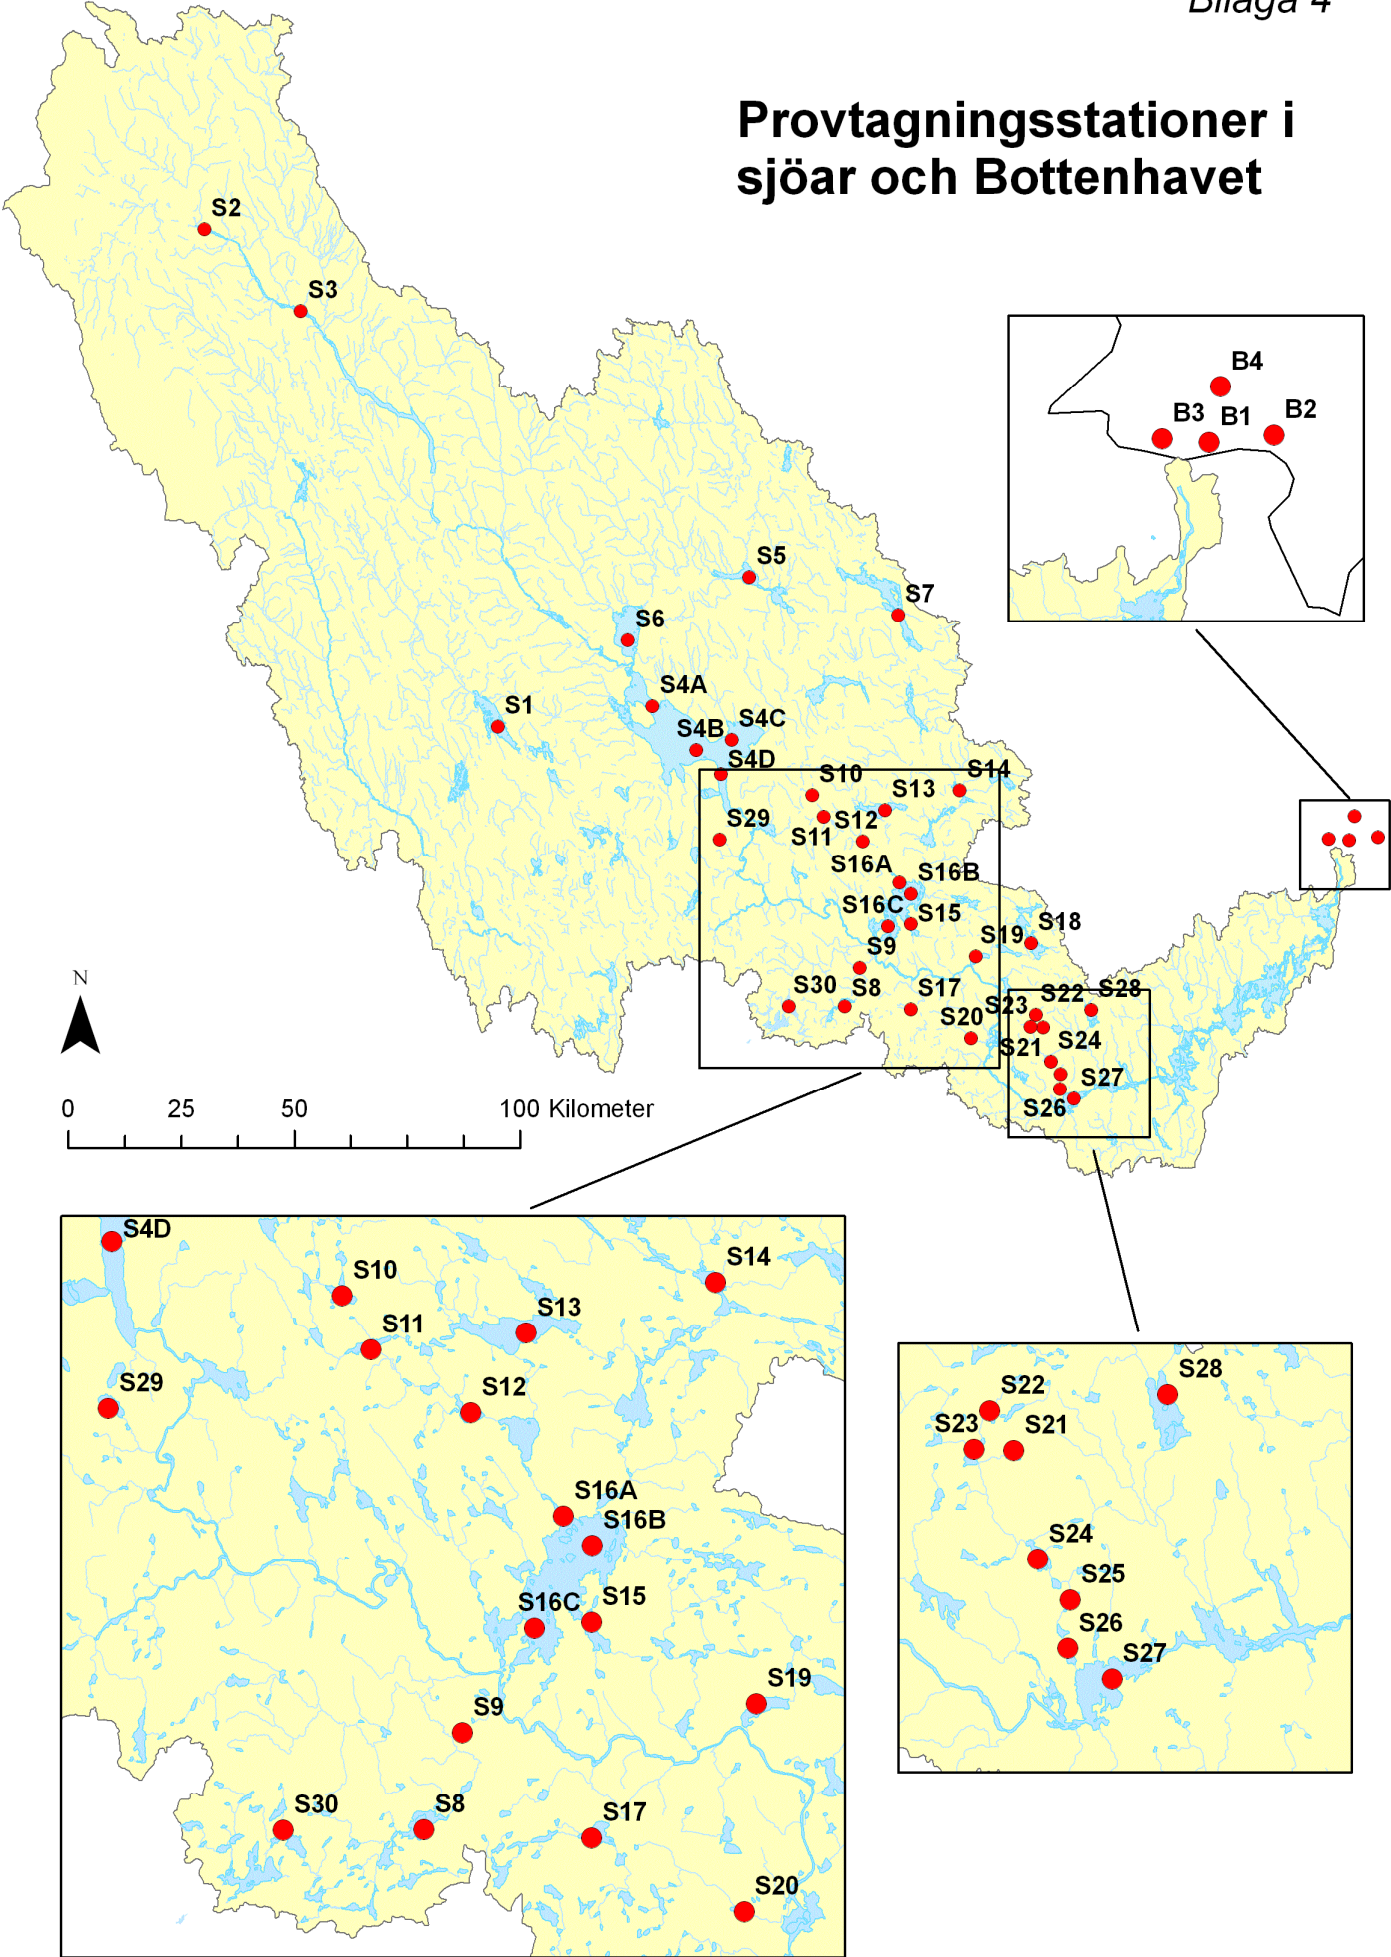 Bilaga 4
Provtagningsstationer i
sjöar och Bottenhavet
S2
S3
B4
B3
B1
B2
S5
S7
S6
S4A
S1
S4B
S4C
S4D
S10
S13
S14
S29
S11
S12
S16A
S16B
S16C
S15
S18
S19
S9
S30
S8
S17
S20
S23
S22
S28
S21
S24
S27
S26
N
0 25 50 100 Kilometer
S4D
S10
S14
S13
S11
S29
S12
S16A
S16B
S16C
S15
S19
S9
S30
S8
S17
S20
S28
S22
S23
S21
S24
S25
S26
S27